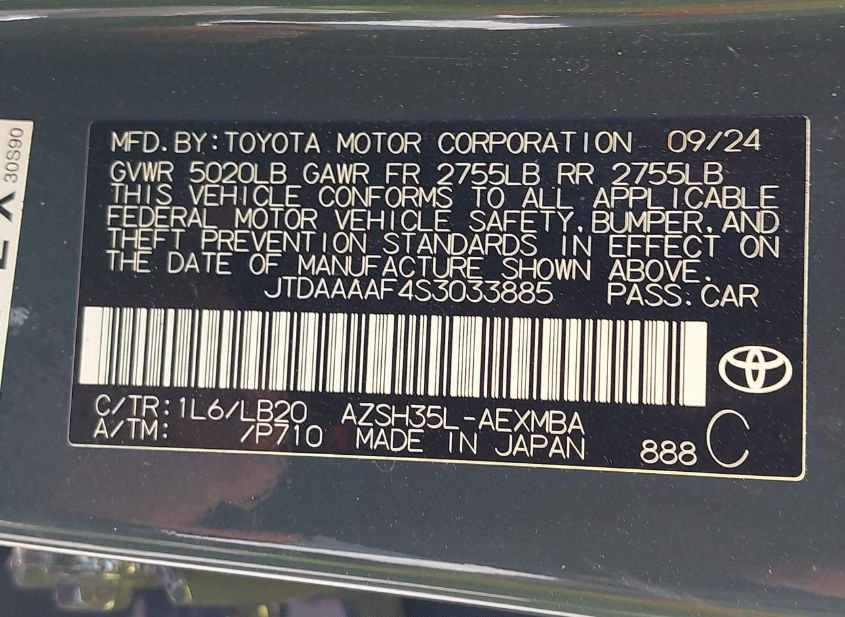 30S90
MFD.BY:TOYOTA MOTOR CORPORATION 09/24
GVWR 5020LB GAWR FR 2755LB RR 2755LB
THIS VEHICLE CONFORMS TO ALL APPLICABLE
FEDERAL MOTOR VEHICLE SAFETY, BUMPER, AND
THEFT PREVENTION STANDARDS IN EFFECT ON
THE DATE OF MANUFACTURE SHOWN ABOVE.
JTDAAAAF4S3033885 PASS.CAR
C/TR:1L6/LB20 AZSH35L-AEXMBA
A/TM: /P710 MADE IN JAPAN 888 C